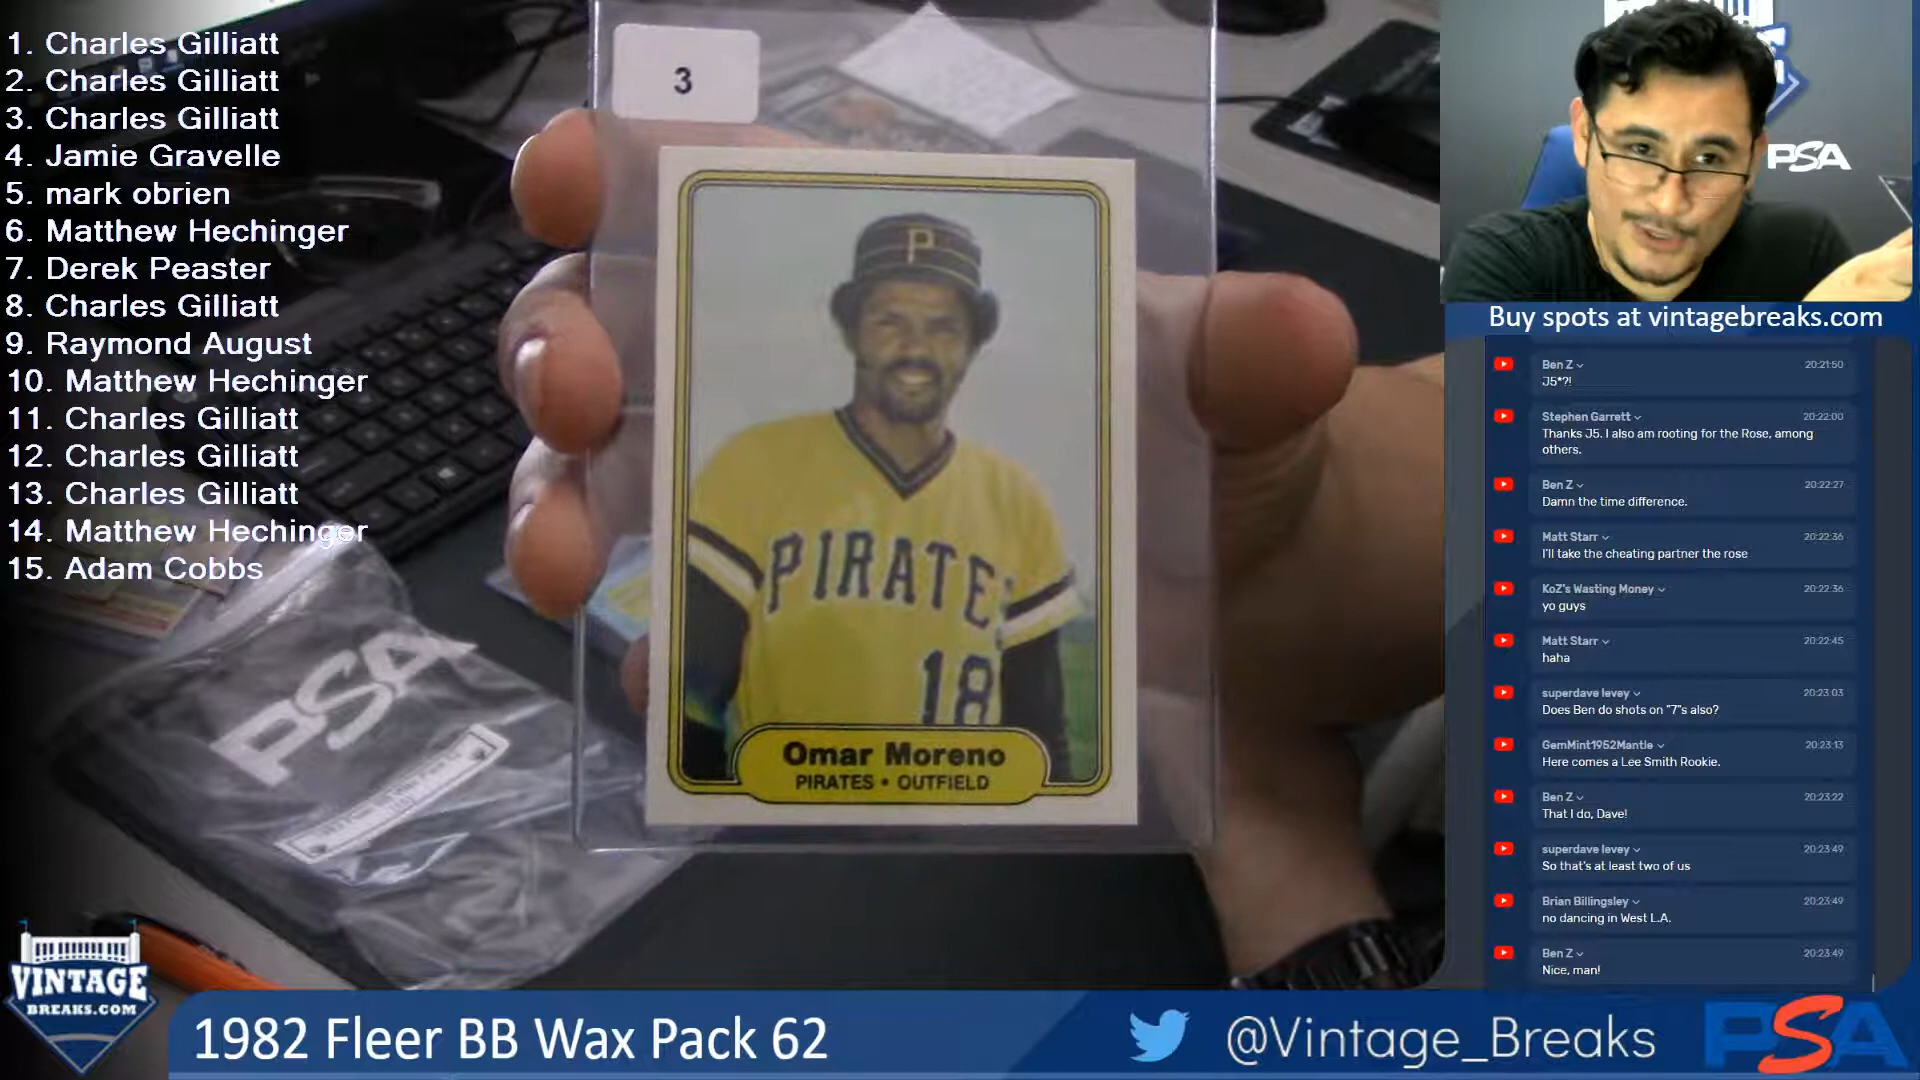 1. Charles Gilliatt
2. Charles Gilliatt
3. Charles Gilliatt
4. Jamie Gravelle
5. mark obrien
6. Matthew Hechinger
7. Derek Peaster
8. Charles Gilliatt
9. Raymond August
10. Matthew Hechinger
11. Charles Gilliatt
12. Charles Gilliatt
13. Charles Gilliatt
14. Matthew Hechinger
15. Adam Cobbs
3
P
PIRATES
18
Omar Moreno
PIRATES • OUTFIELD
PSA
PSA
Buy spots at vintagebreaks.com
Ben Z 20:21:50
J5*?!
Stephen Garrett 20:22:00
Thanks J5. I also am rooting for the Rose, among
others.
Ben Z 20:22:27
Damn the time difference.
Matt Starr 20:22:36
I'll take the cheating partner the rose
KoZ's Wasting Money 20:22:36
yo guys
Matt Starr 20:22:45
haha
superdave levey 20:23:03
Does Ben do shots on "7"s also?
GemMint1952Mantle 20:23:13
Here comes a Lee Smith Rookie.
Ben Z 20:23:22
That I do, Dave!
superdave levey 20:23:49
So that's at least two of us
Brian Billingsley 20:23:49
no dancing in West L.A.
Ben Z 20:23:49
Nice, man!
VINTAGE
BREAKS.COM
1982 Fleer BB Wax Pack 62
@Vintage_Breaks
PSA